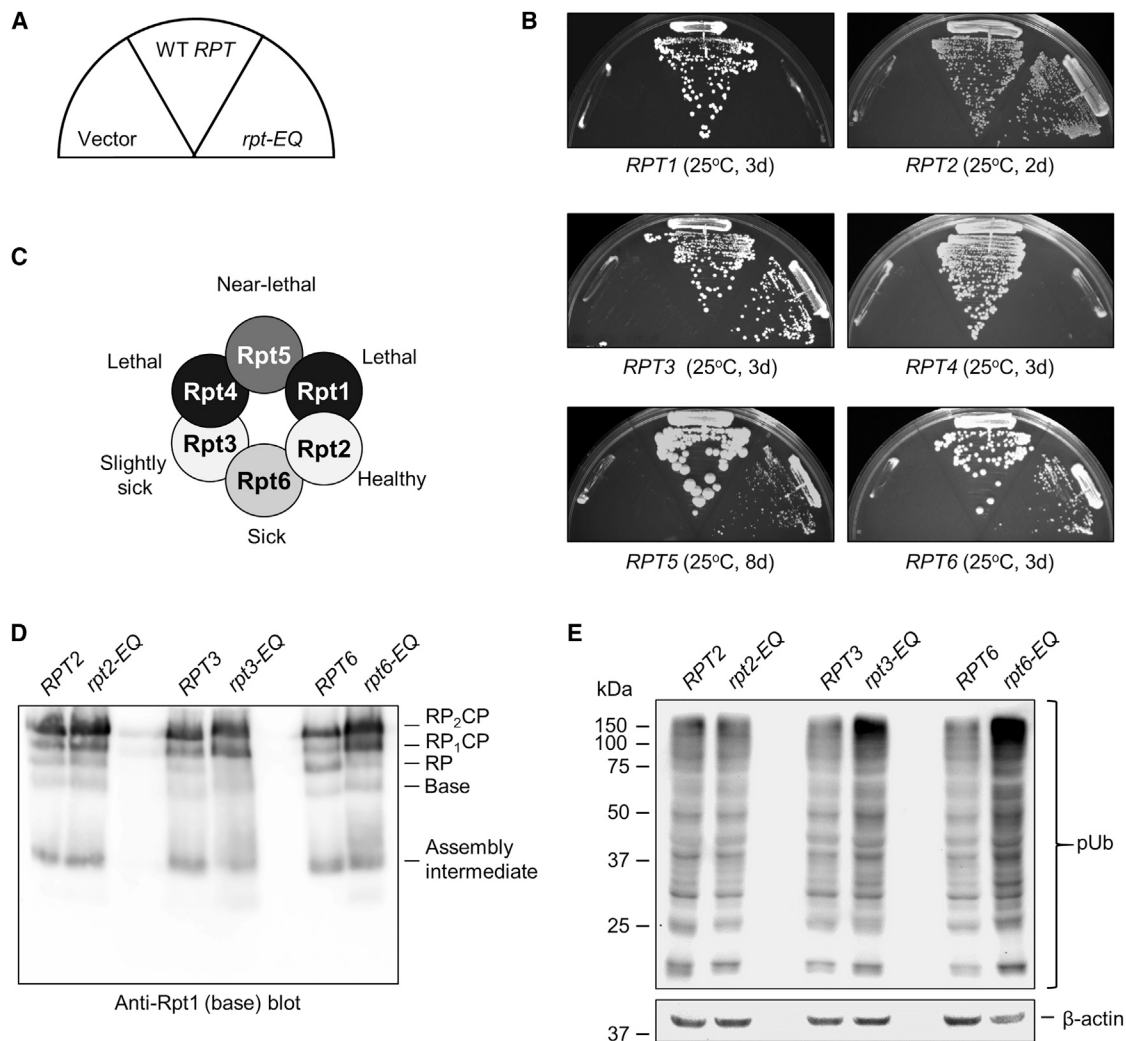 A
Vector
WT RPT
rpt-EQ
B
RPT1 (25°C, 3d)
RPT2 (25°C, 2d)
RPT3 (25°C, 3d)
RPT4 (25°C, 3d)
RPT5 (25°C, 8d)
RPT6 (25°C, 3d)
C
Near-lethal
Lethal
Rpt5
Lethal
Rpt4
Rpt1
Rpt3
Rpt2
Slightly
sick
Rpt6
Healthy
Sick
D
RPT2
rpt2-EQ
RPT3
rpt3-EQ
RPT6
rpt6-EQ
RP₂CP
RP₁CP
RP
Base
Assembly
intermediate
Anti-Rpt1 (base) blot
E
RPT2
rpt2-EQ
RPT3
rpt3-EQ
RPT6
rpt6-EQ
kDa
150
100
75
50
37
25
pUb
β-actin
37